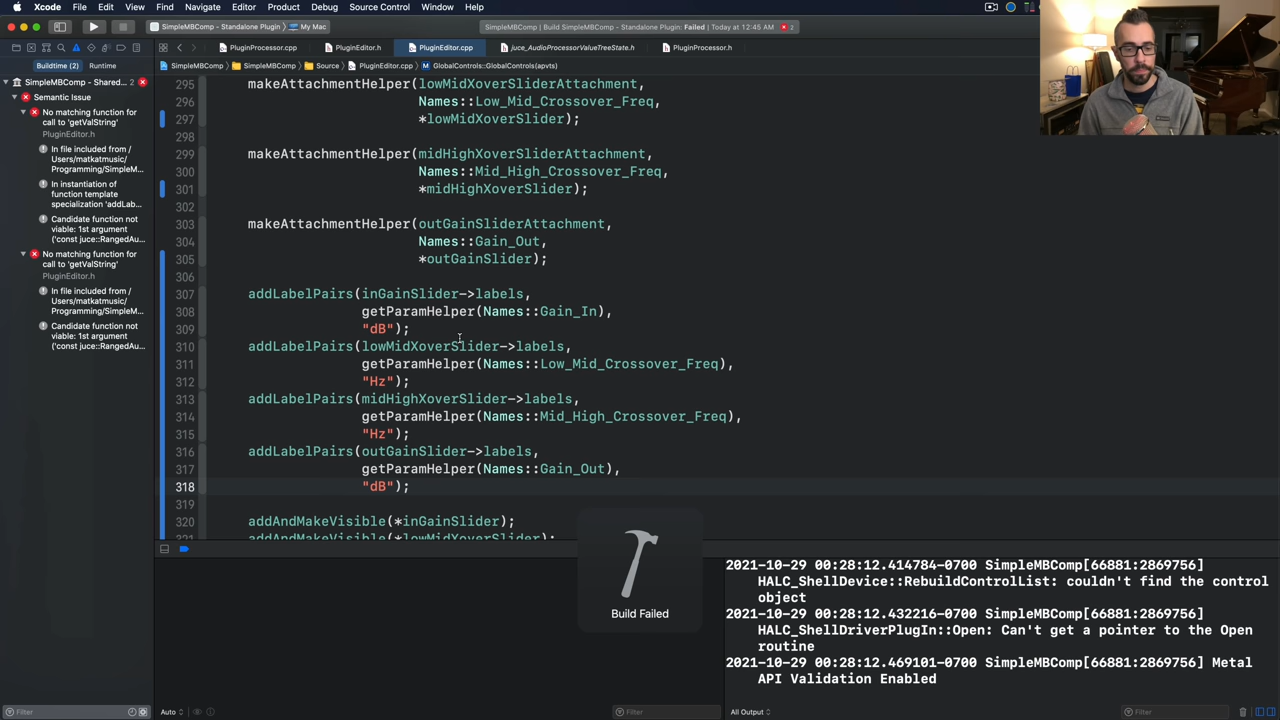 Xcode File Edit View Find Navigate Editor Product Debug Source Control Window Help
SimpleMBComp - Standalone Plugin My Mac
SimpleMBComp | Build SimpleMBComp - Standalone Plugin: Failed | Today at 12:45 AM 2
PluginProcessor.cpp PluginEditor.h PluginEditor.cpp juce_AudioProcessorValueTreeState.h PluginProcessor.h
Buildtime (2) Runtime
SimpleMBComp SimpleMBComp Source PluginEditor.cpp GlobalControls::GlobalControls(apvts)
SimpleMBComp - Shared... 2
Semantic Issue
No matching function for
call to 'getValString'
PluginEditor.h
In file included from /
Users/matkatmusic/
Programming/SimpleM...
In instantiation of
function template
specialization 'addLab...
Candidate function not
viable: 1st argument
('const juce::RangedAu...
No matching function for
call to 'getValString'
PluginEditor.h
In file included from /
Users/matkatmusic/
Programming/SimpleM...
Candidate function not
viable: 1st argument
('const juce::RangedAu...
295 makeAttachmentHelper(lowMidXoverSliderAttachment,
296 Names::Low_Mid_Crossover_Freq,
297 *lowMidXoverSlider);
298
299 makeAttachmentHelper(midHighXoverSliderAttachment,
300 Names::Mid_High_Crossover_Freq,
301 *midHighXoverSlider);
302
303 makeAttachmentHelper(outGainSliderAttachment,
304 Names::Gain_Out,
305 *outGainSlider);
306
307 addLabelPairs(inGainSlider->labels,
308 getParamHelper(Names::Gain_In),
309 "dB");
310 addLabelPairs(lowMidXoverSlider->labels,
311 getParamHelper(Names::Low_Mid_Crossover_Freq),
312 "Hz");
313 addLabelPairs(midHighXoverSlider->labels,
314 getParamHelper(Names::Mid_High_Crossover_Freq),
315 "Hz");
316 addLabelPairs(outGainSlider->labels,
317 getParamHelper(Names::Gain_Out),
318 "dB");
319
320 addAndMakeVisible(*inGainSlider);
addAndMakeVisible(*lowMidXoverSlider);
Build Failed
2021-10-29 00:28:12.414784-0700 SimpleMBComp[66881:2869756]
HALC_ShellDevice::RebuildControlList: couldn't find the control
object
2021-10-29 00:28:12.432216-0700 SimpleMBComp[66881:2869756]
HALC_ShellDriverPlugIn::Open: Can't get a pointer to the Open
routine
2021-10-29 00:28:12.469101-0700 SimpleMBComp[66881:2869756] Metal
API Validation Enabled
Filter Auto Filter All Output Filter